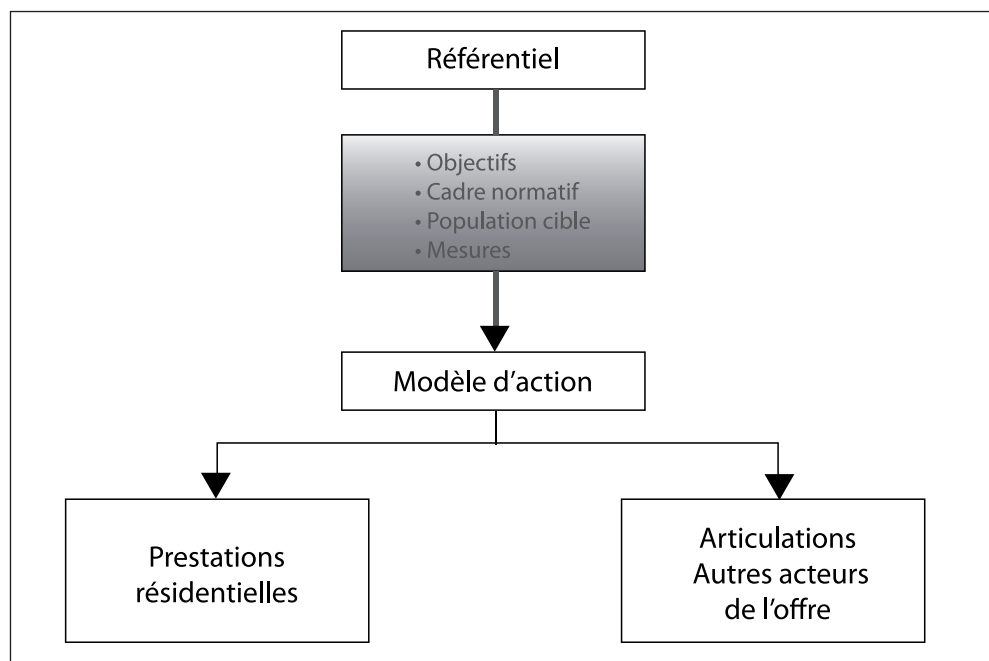 Référentiel
• Objectifs
• Cadre normatif
• Population cible
• Mesures
Modèle d’action
Prestations
résidentielles
Articulations
Autres acteurs
de l’offre